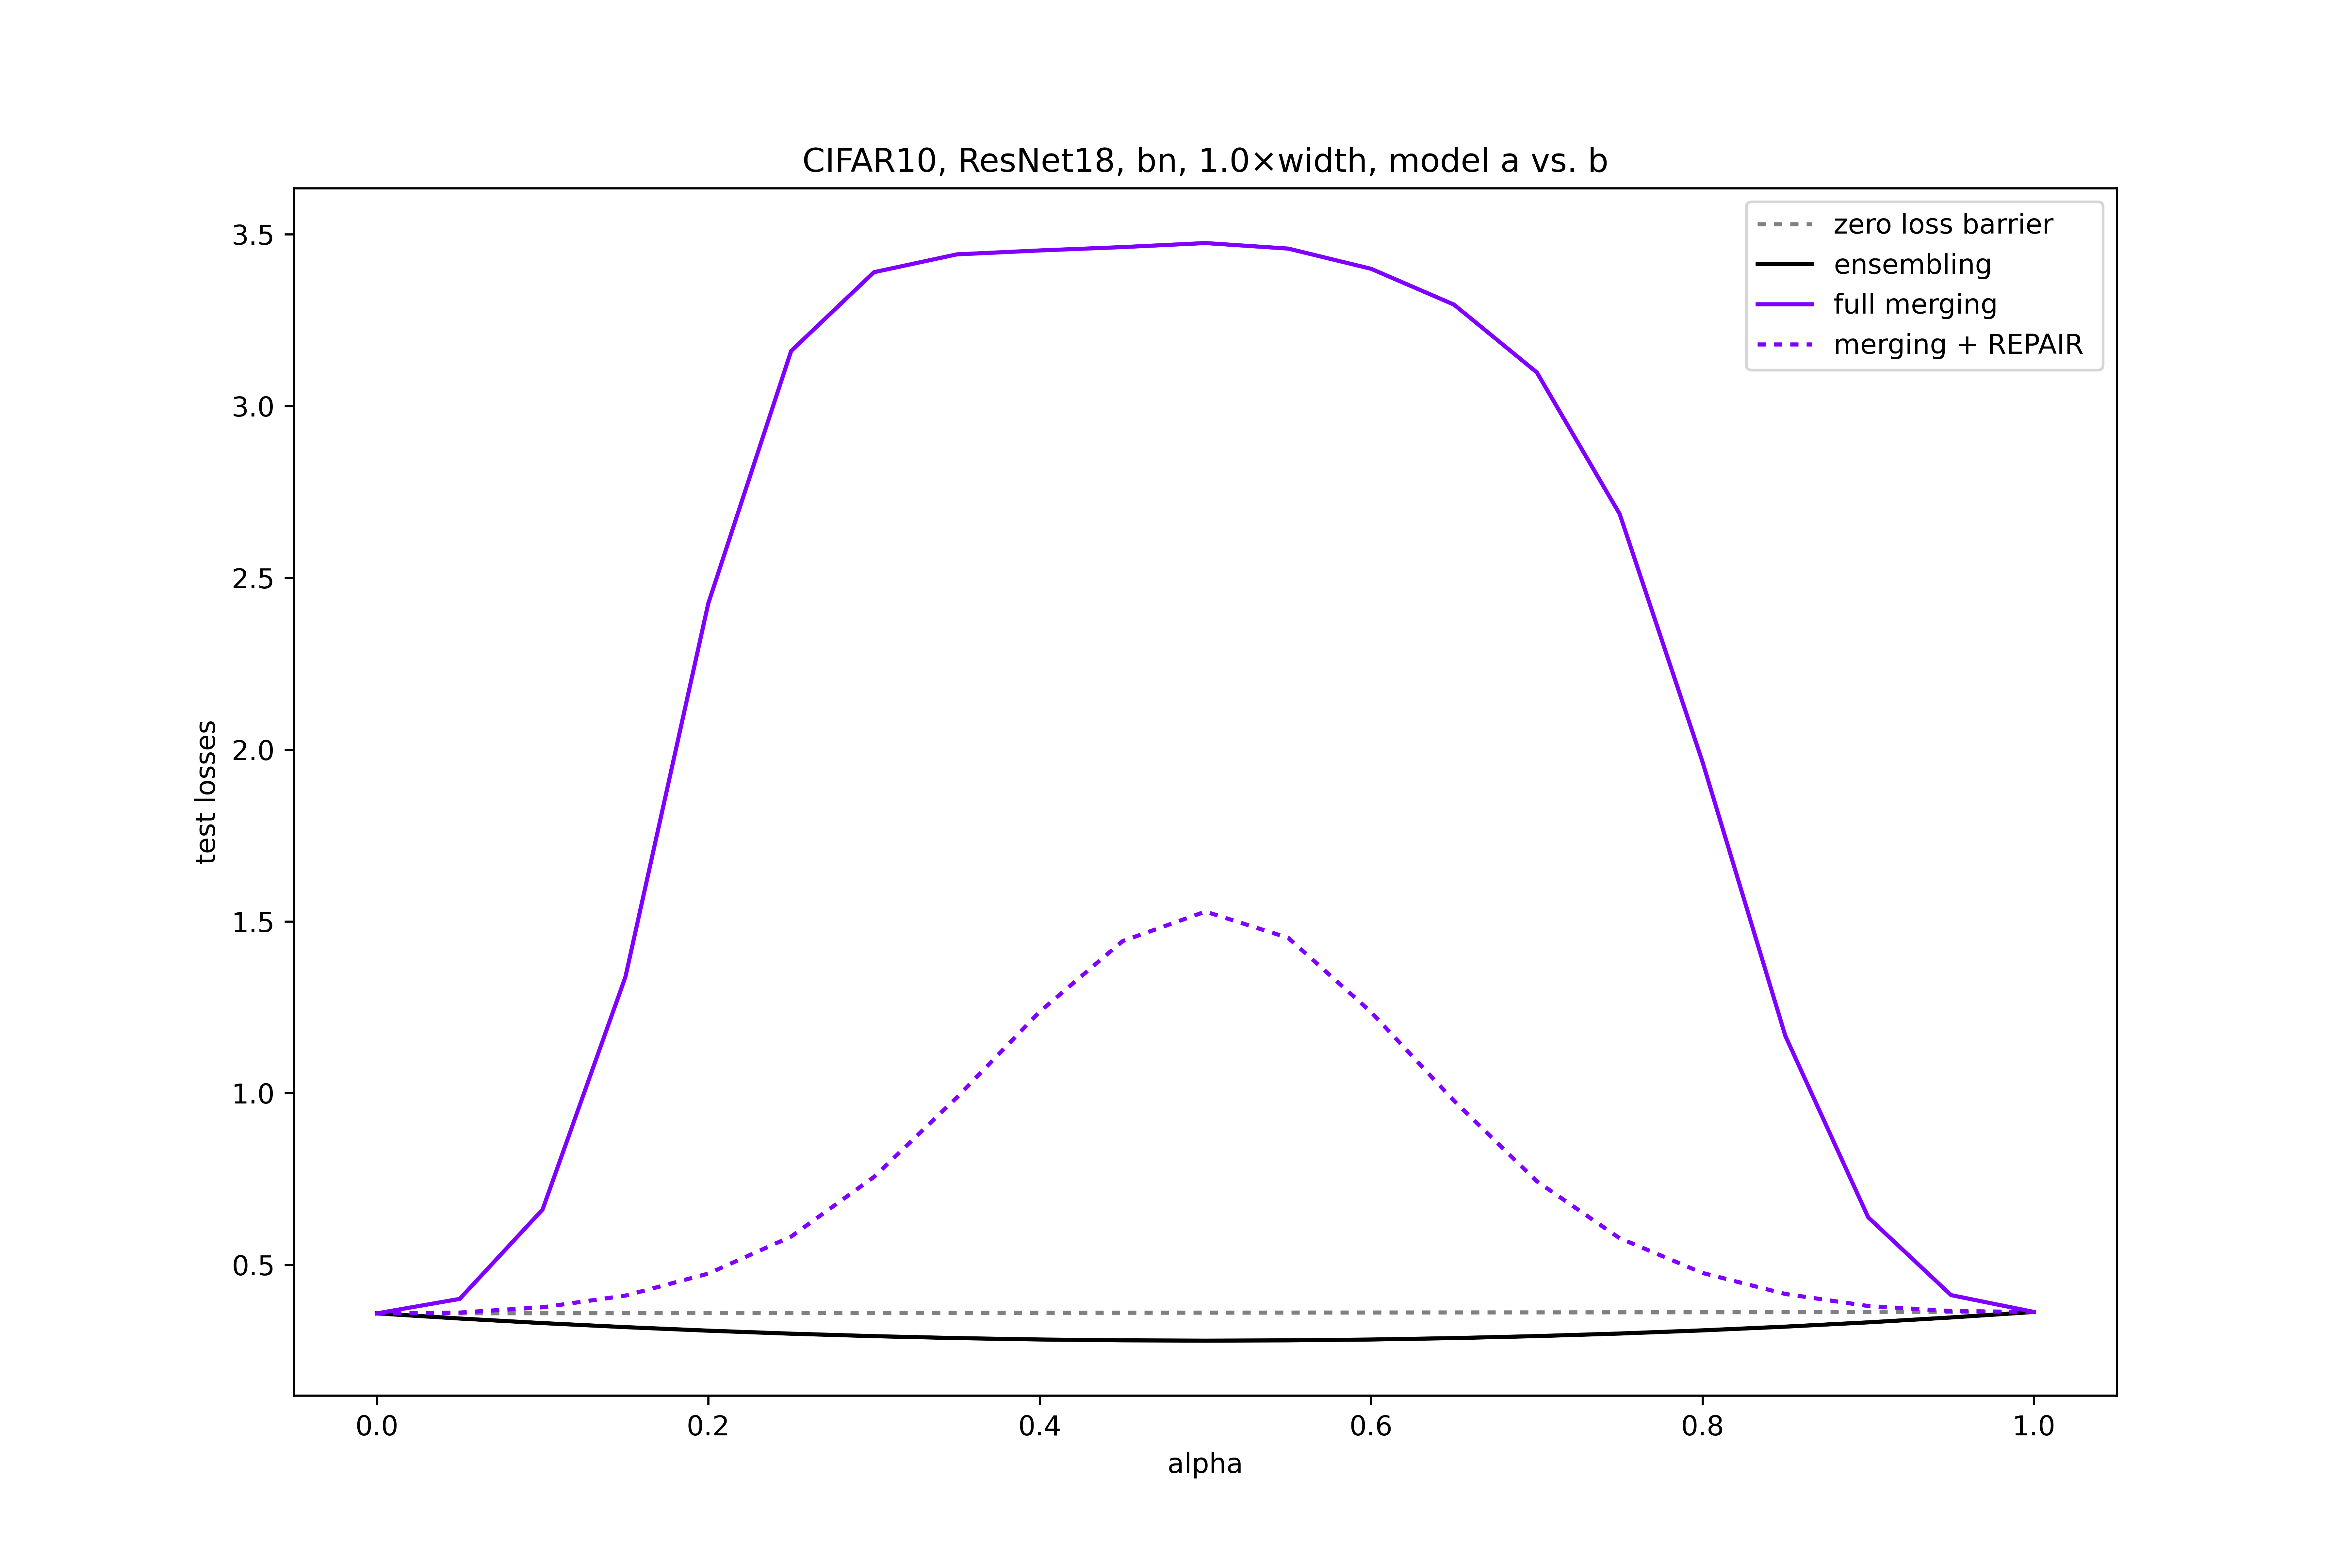 CIFAR10, ResNet18, bn, 1.0×width, model a vs. b
zero loss barrier
ensembling
full merging
merging + REPAIR
3.5
3.0
2.5
2.0
1.5
1.0
0.5
test losses
0.0 0.2 0.4 0.6 0.8 1.0
alpha